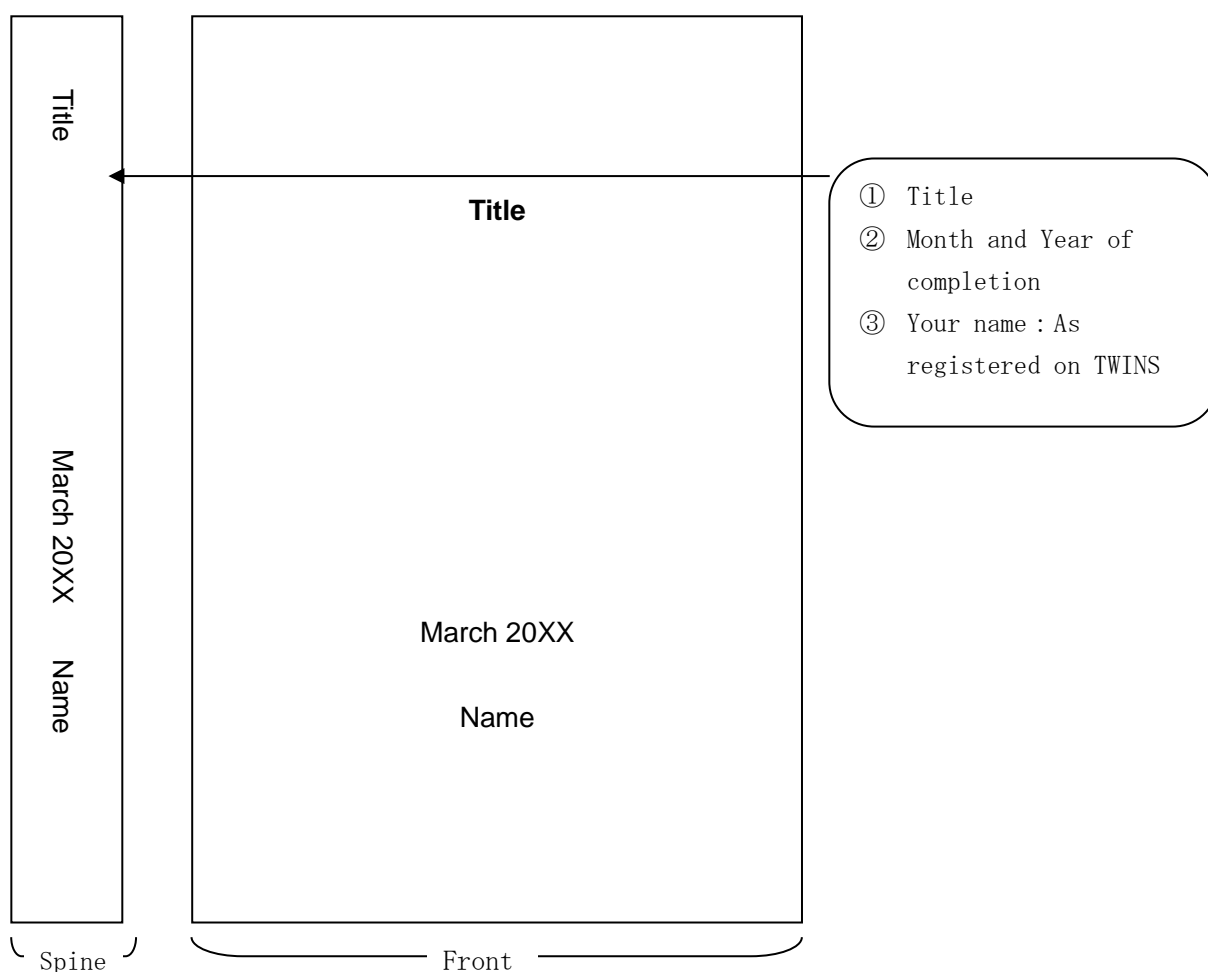 Title
March 20XX
Name
Title
March 20XX
Name
① Title
② Month and Year of
completion
③ Your name：As
registered on TWINS
Spine
Front